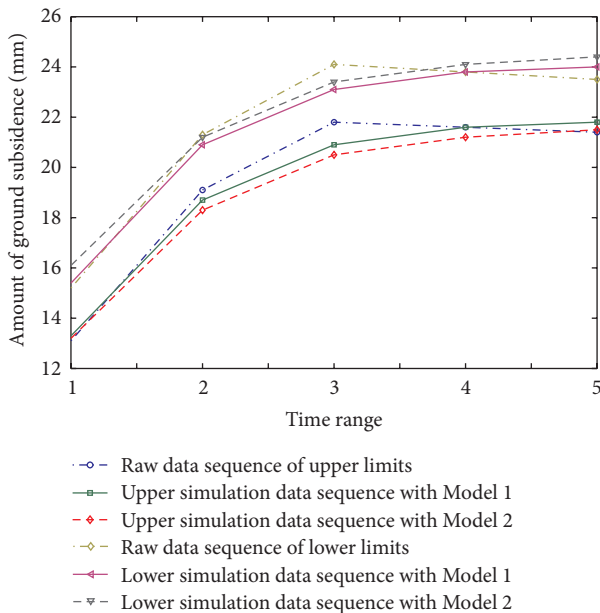 Amount of ground subsidence (mm)
26
24
22
20
18
16
14
12
1
2
3
4
5
Time range
Raw data sequence of upper limits
Upper simulation data sequence with Model 1
Upper simulation data sequence with Model 2
Raw data sequence of lower limits
Lower simulation data sequence with Model 1
Lower simulation data sequence with Model 2